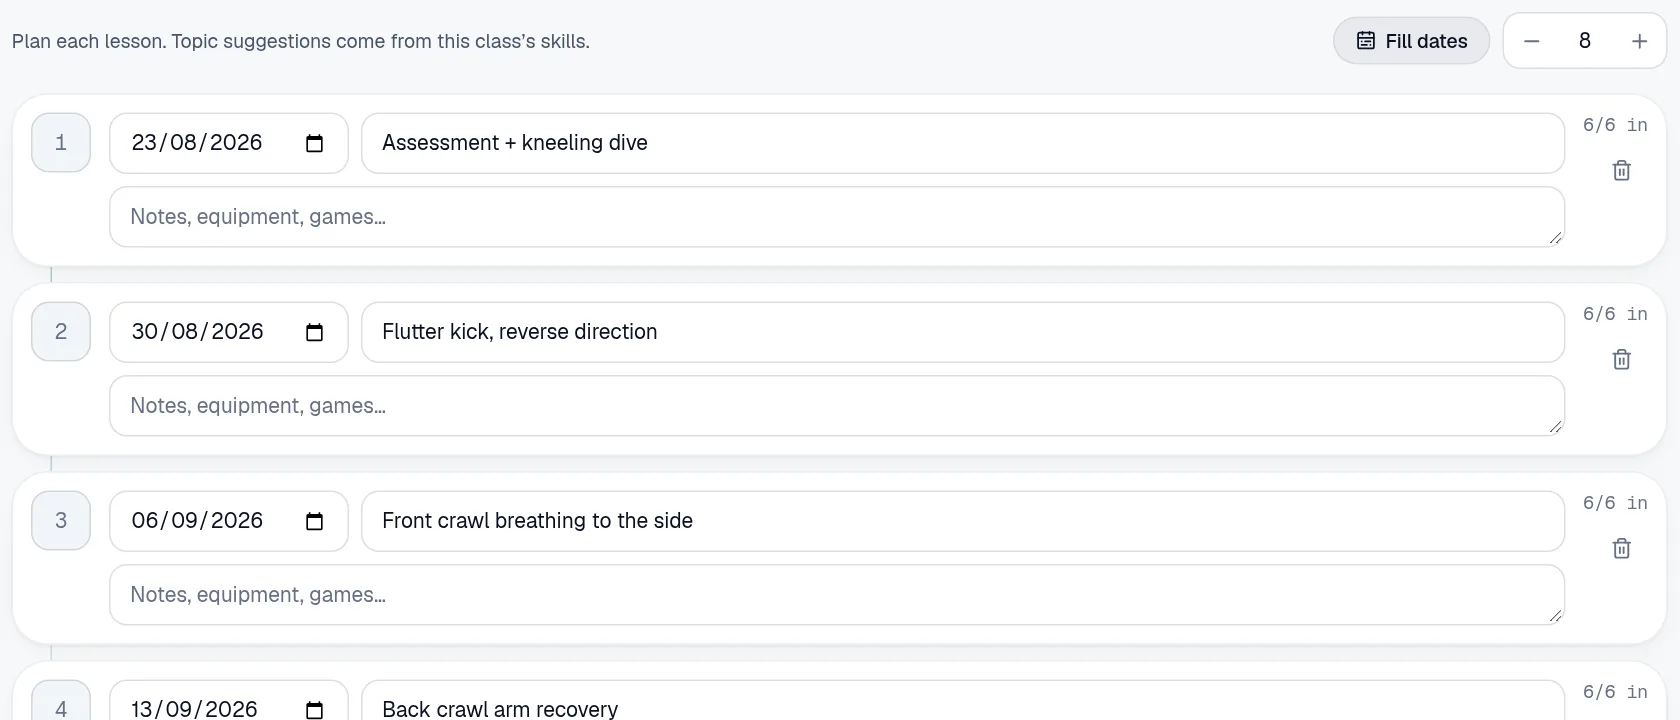 Plan each lesson. Topic suggestions come from this class’s skills.
Fill dates
8
1
23/08/2026
Assessment + kneeling dive
6/6 in
Notes, equipment, games…
2
30/08/2026
Flutter kick, reverse direction
6/6 in
Notes, equipment, games…
3
06/09/2026
Front crawl breathing to the side
6/6 in
Notes, equipment, games…
4
13/09/2026
Back crawl arm recovery
6/6 in